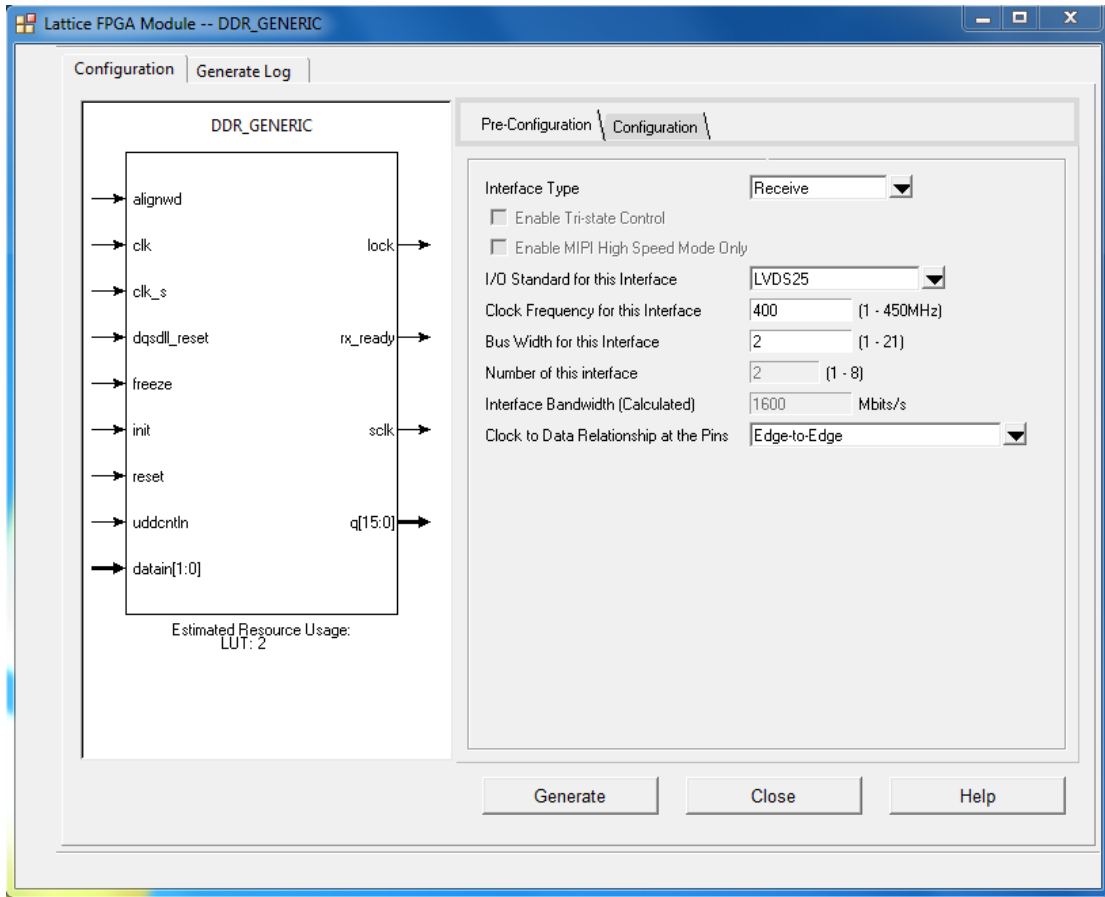 Lattice FPGA Module -- DDR_GENERIC
Configuration Generate Log
DDR_GENERIC
alignwd
clk lock
clk_s
dqsdll_reset rx_ready
freeze
init sclk
reset
uddcntln q[15:0]
datain[1:0]
Estimated Resource Usage:
LUT: 2
Pre-Configuration Configuration
Interface Type Receive
Enable Tri-state Control
Enable MIPI High Speed Mode Only
I/O Standard for this Interface LVDS25
Clock Frequency for this Interface 400 (1 - 450MHz)
Bus Width for this Interface 2 (1 - 21)
Number of this interface 2 (1 - 8)
Interface Bandwidth (Calculated) 1600 Mbits/s
Clock to Data Relationship at the Pins Edge-to-Edge
Generate Close Help